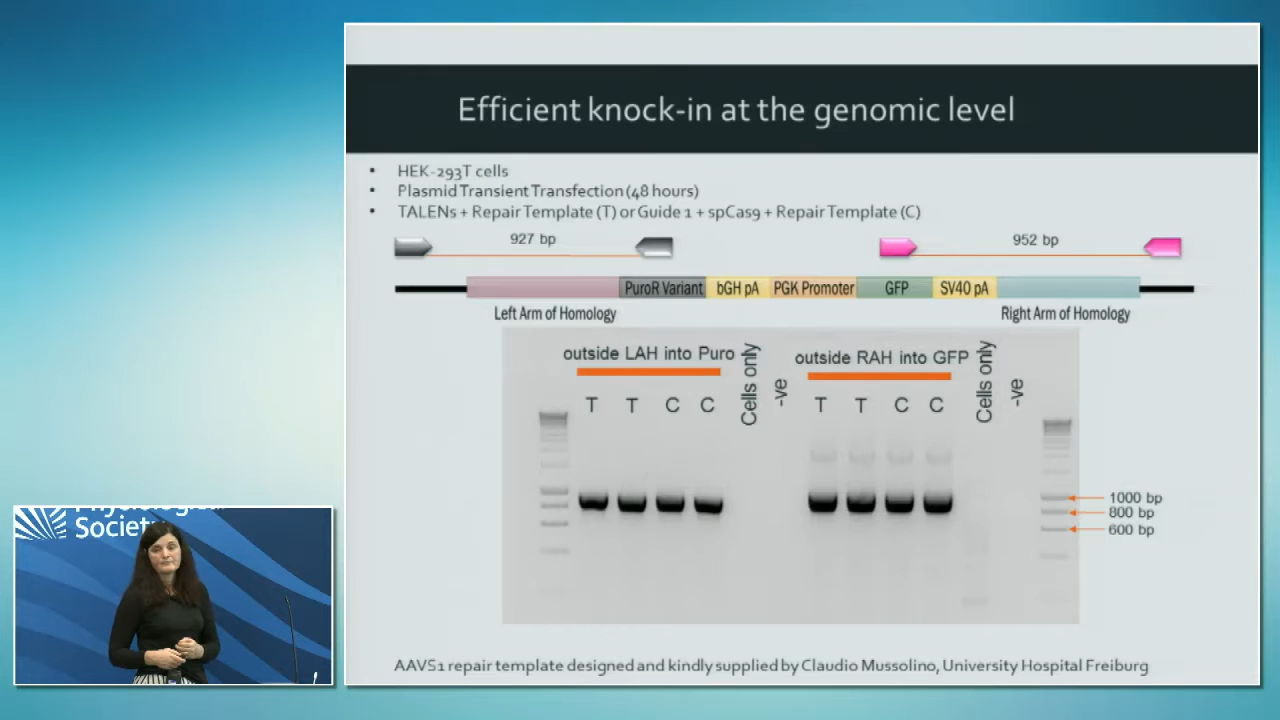 Efficient knock-in at the genomic level
• HEK-293T cells
• Plasmid Transient Transfection (48 hours)
• TALENs + Repair Template (T) or Guide 1 + spCas9 + Repair Template (C)
927 bp
952 bp
PuroR Variant bGH pA PGK Promoter GFP SV40 pA
Left Arm of Homology
Right Arm of Homology
outside LAH into Puro
Cells only
-ve
outside RAH into GFP
Cells only
-ve
T T C C
T T C C
1000 bp
800 bp
600 bp
Physiological
Society
AAVS1 repair template designed and kindly supplied by Claudio Mussolino, University Hospital Freiburg